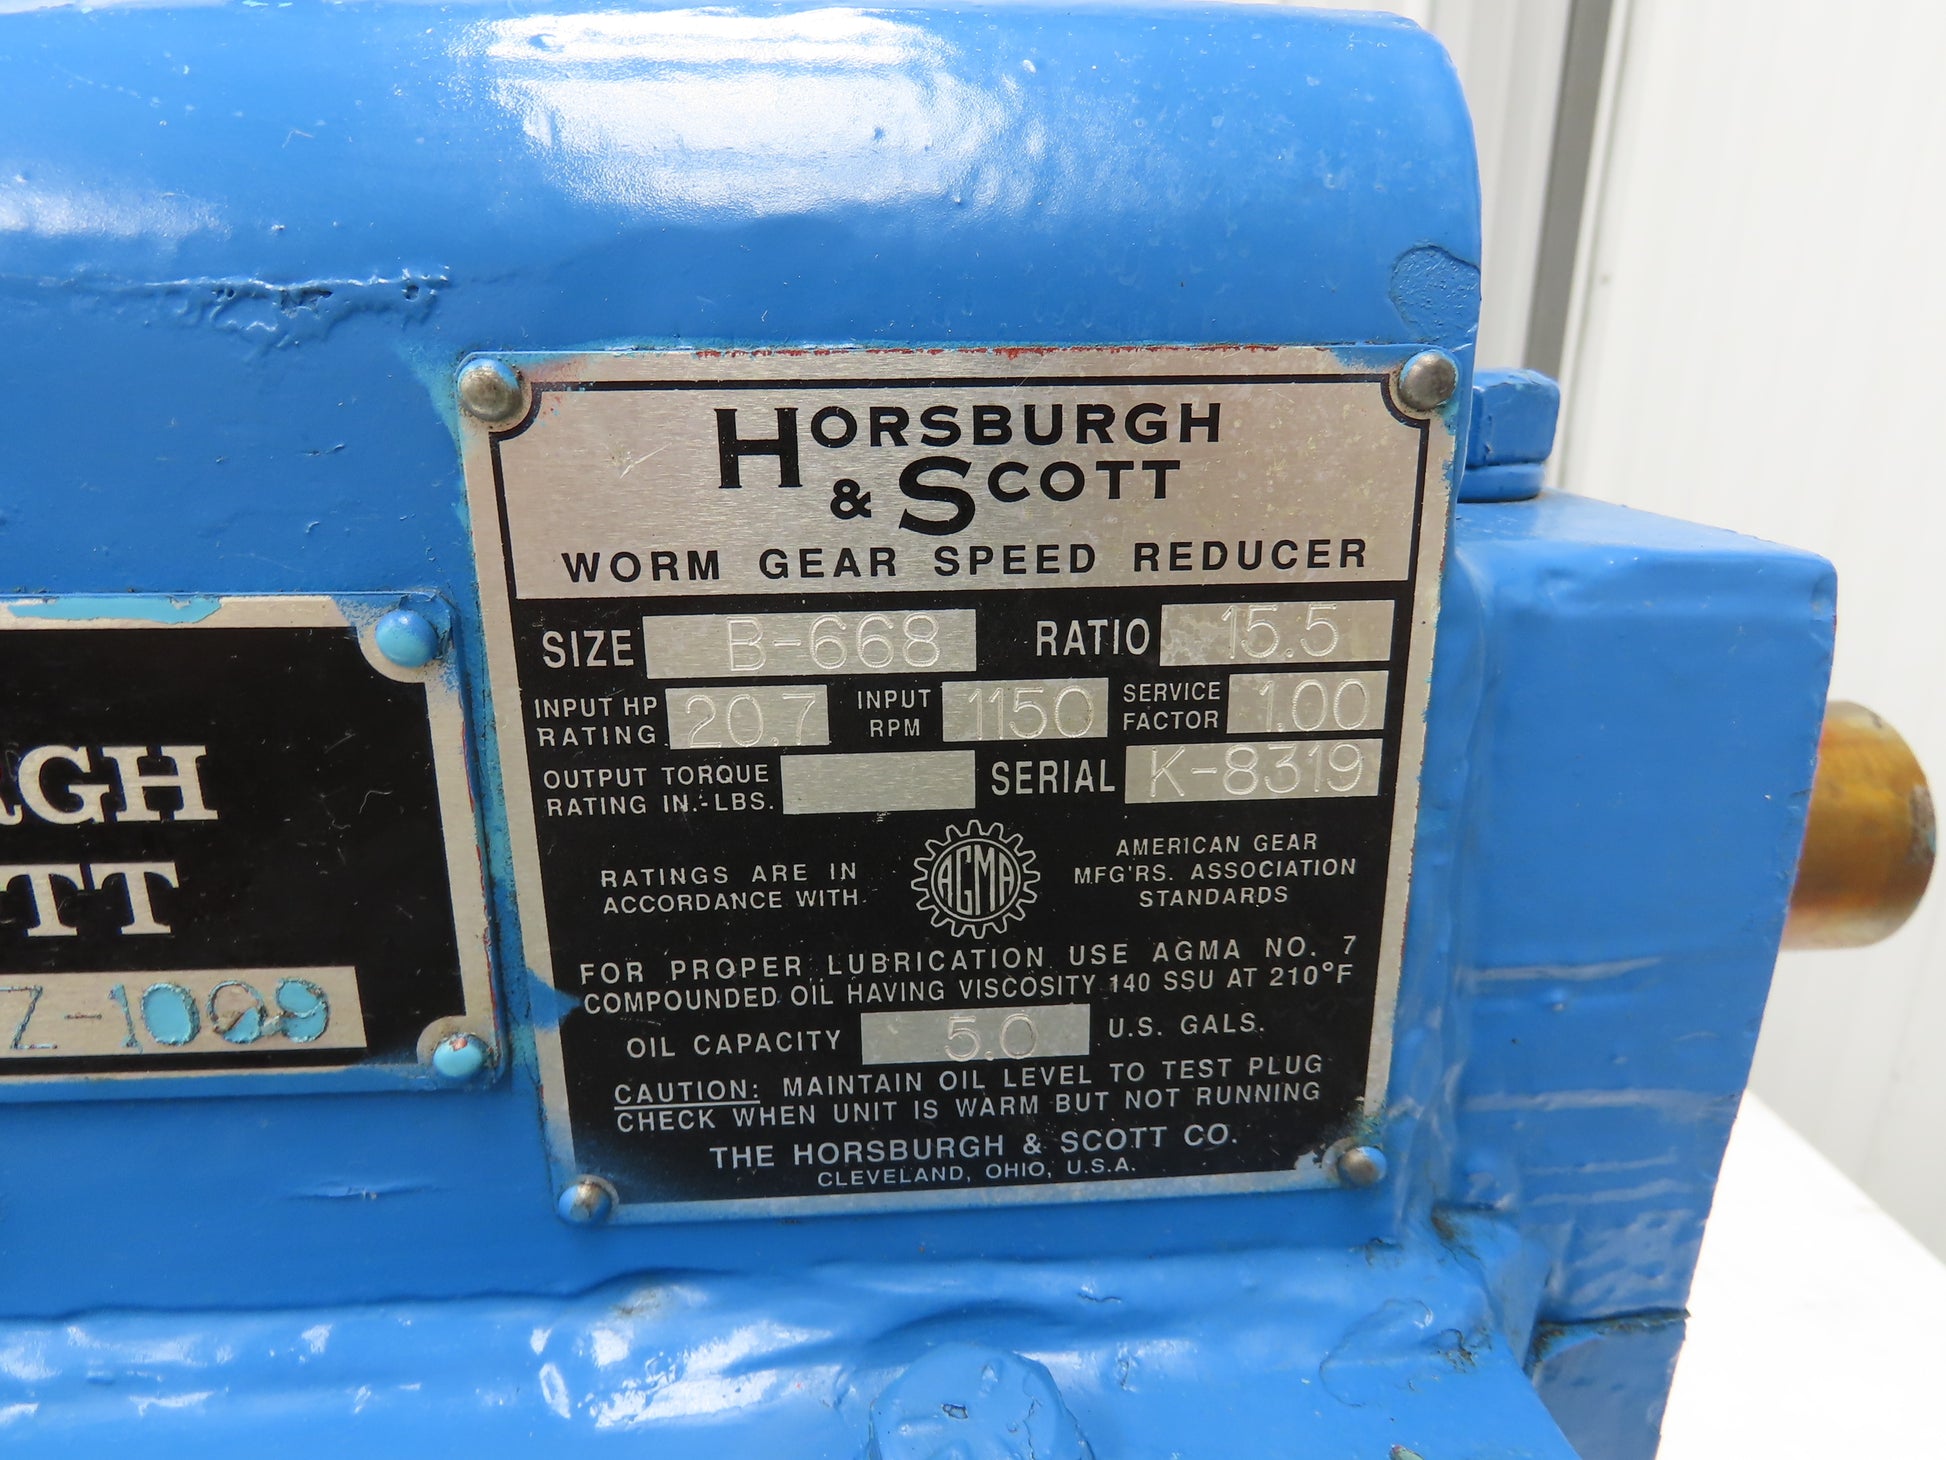 HORSBURGH
& SCOTT
WORM GEAR SPEED REDUCER
SIZE B-668 RATIO 15.5
INPUT HP RATING 20.7 INPUT RPM 1150 SERVICE FACTOR 1.00
OUTPUT TORQUE RATING IN.-LBS. SERIAL K-8319
RATINGS ARE IN ACCORDANCE WITH AGMA AMERICAN GEAR MFG'RS. ASSOCIATION STANDARDS
FOR PROPER LUBRICATION USE AGMA NO. 7
COMPOUNDED OIL HAVING VISCOSITY 140 SSU AT 210°F
OIL CAPACITY 5.0 U.S. GALS.
CAUTION: MAINTAIN OIL LEVEL TO TEST PLUG
CHECK WHEN UNIT IS WARM BUT NOT RUNNING
THE HORSBURGH & SCOTT CO.
CLEVELAND, OHIO, U.S.A.
GH
TT
Z-1009